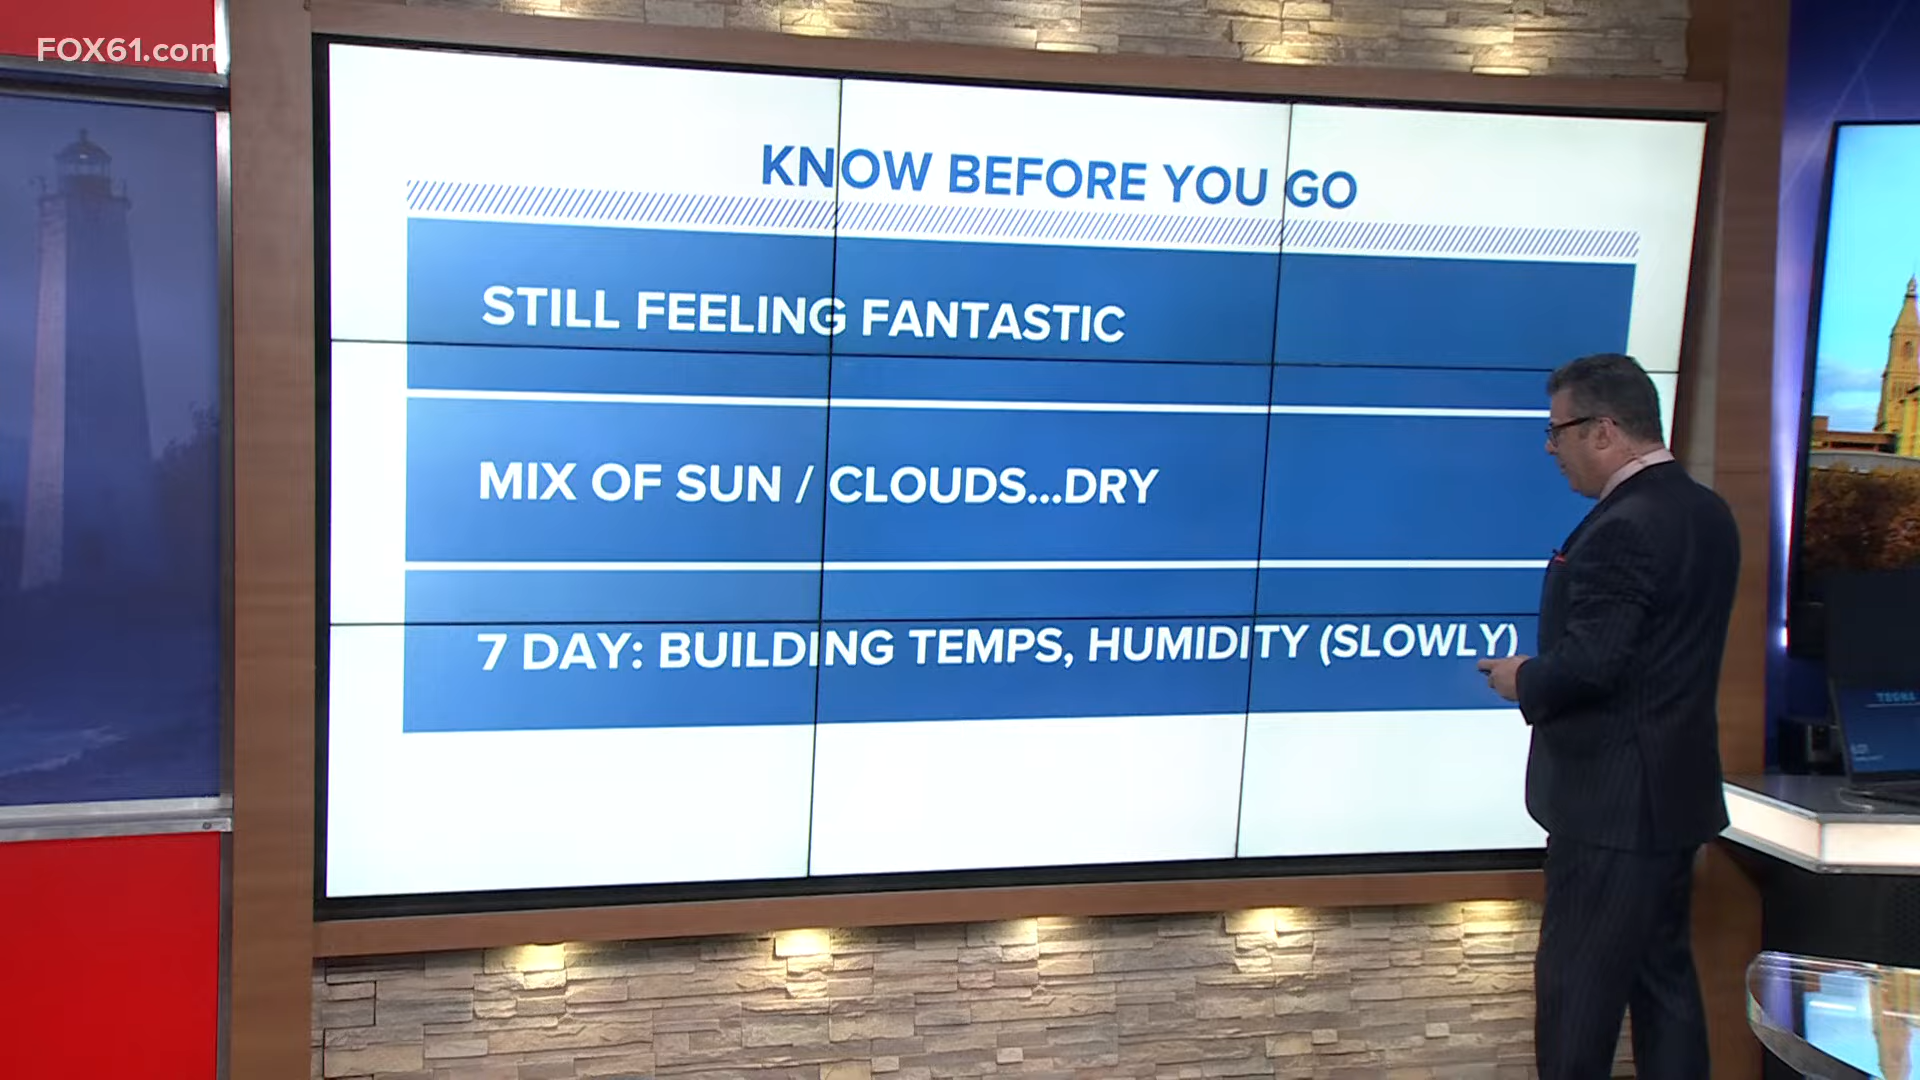 FOX61.com
KNOW BEFORE YOU GO
STILL FEELING FANTASTIC
MIX OF SUN / CLOUDS...DRY
7 DAY: BUILDING TEMPS, HUMIDITY (SLOWLY)
TEGNA